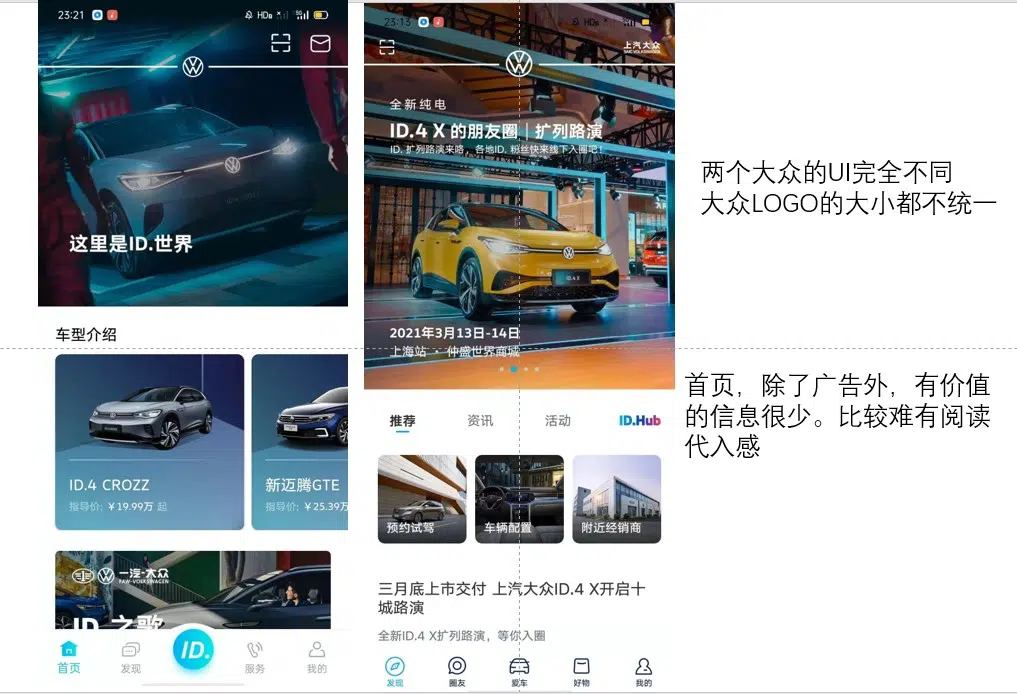 23:21
HD
5G
这里是ID.世界
车型介绍
ID.4 CROZZ
指导价: ￥19.99万 起
新迈腾GTE
指导价: ￥25.39万
一汽-大众
FAW-VOLKSWAGEN
ID.之歌
首页
发现
ID.
服务
我的
23:13
HD
上汽大众
SAIC VOLKSWAGEN
全新纯电
ID.4 X 的朋友圈｜扩列路演
ID. 扩列路演来咯，各地ID. 粉丝快来线下入圈吧！
ID.4 X
2021年3月13日-14日
上海站 · 仲盛世界商城
推荐
资讯
活动
ID.Hub
预约试驾
车辆配置
附近经销商
三月底上市交付 上汽大众ID.4 X开启十
城路演
全新ID.4 X扩列路演，等你入圈
发现
圈友
爱车
好物
我的
两个大众的UI完全不同
大众LOGO的大小都不统一
首页，除了广告外，有价值
的信息很少。比较难有阅读
代入感